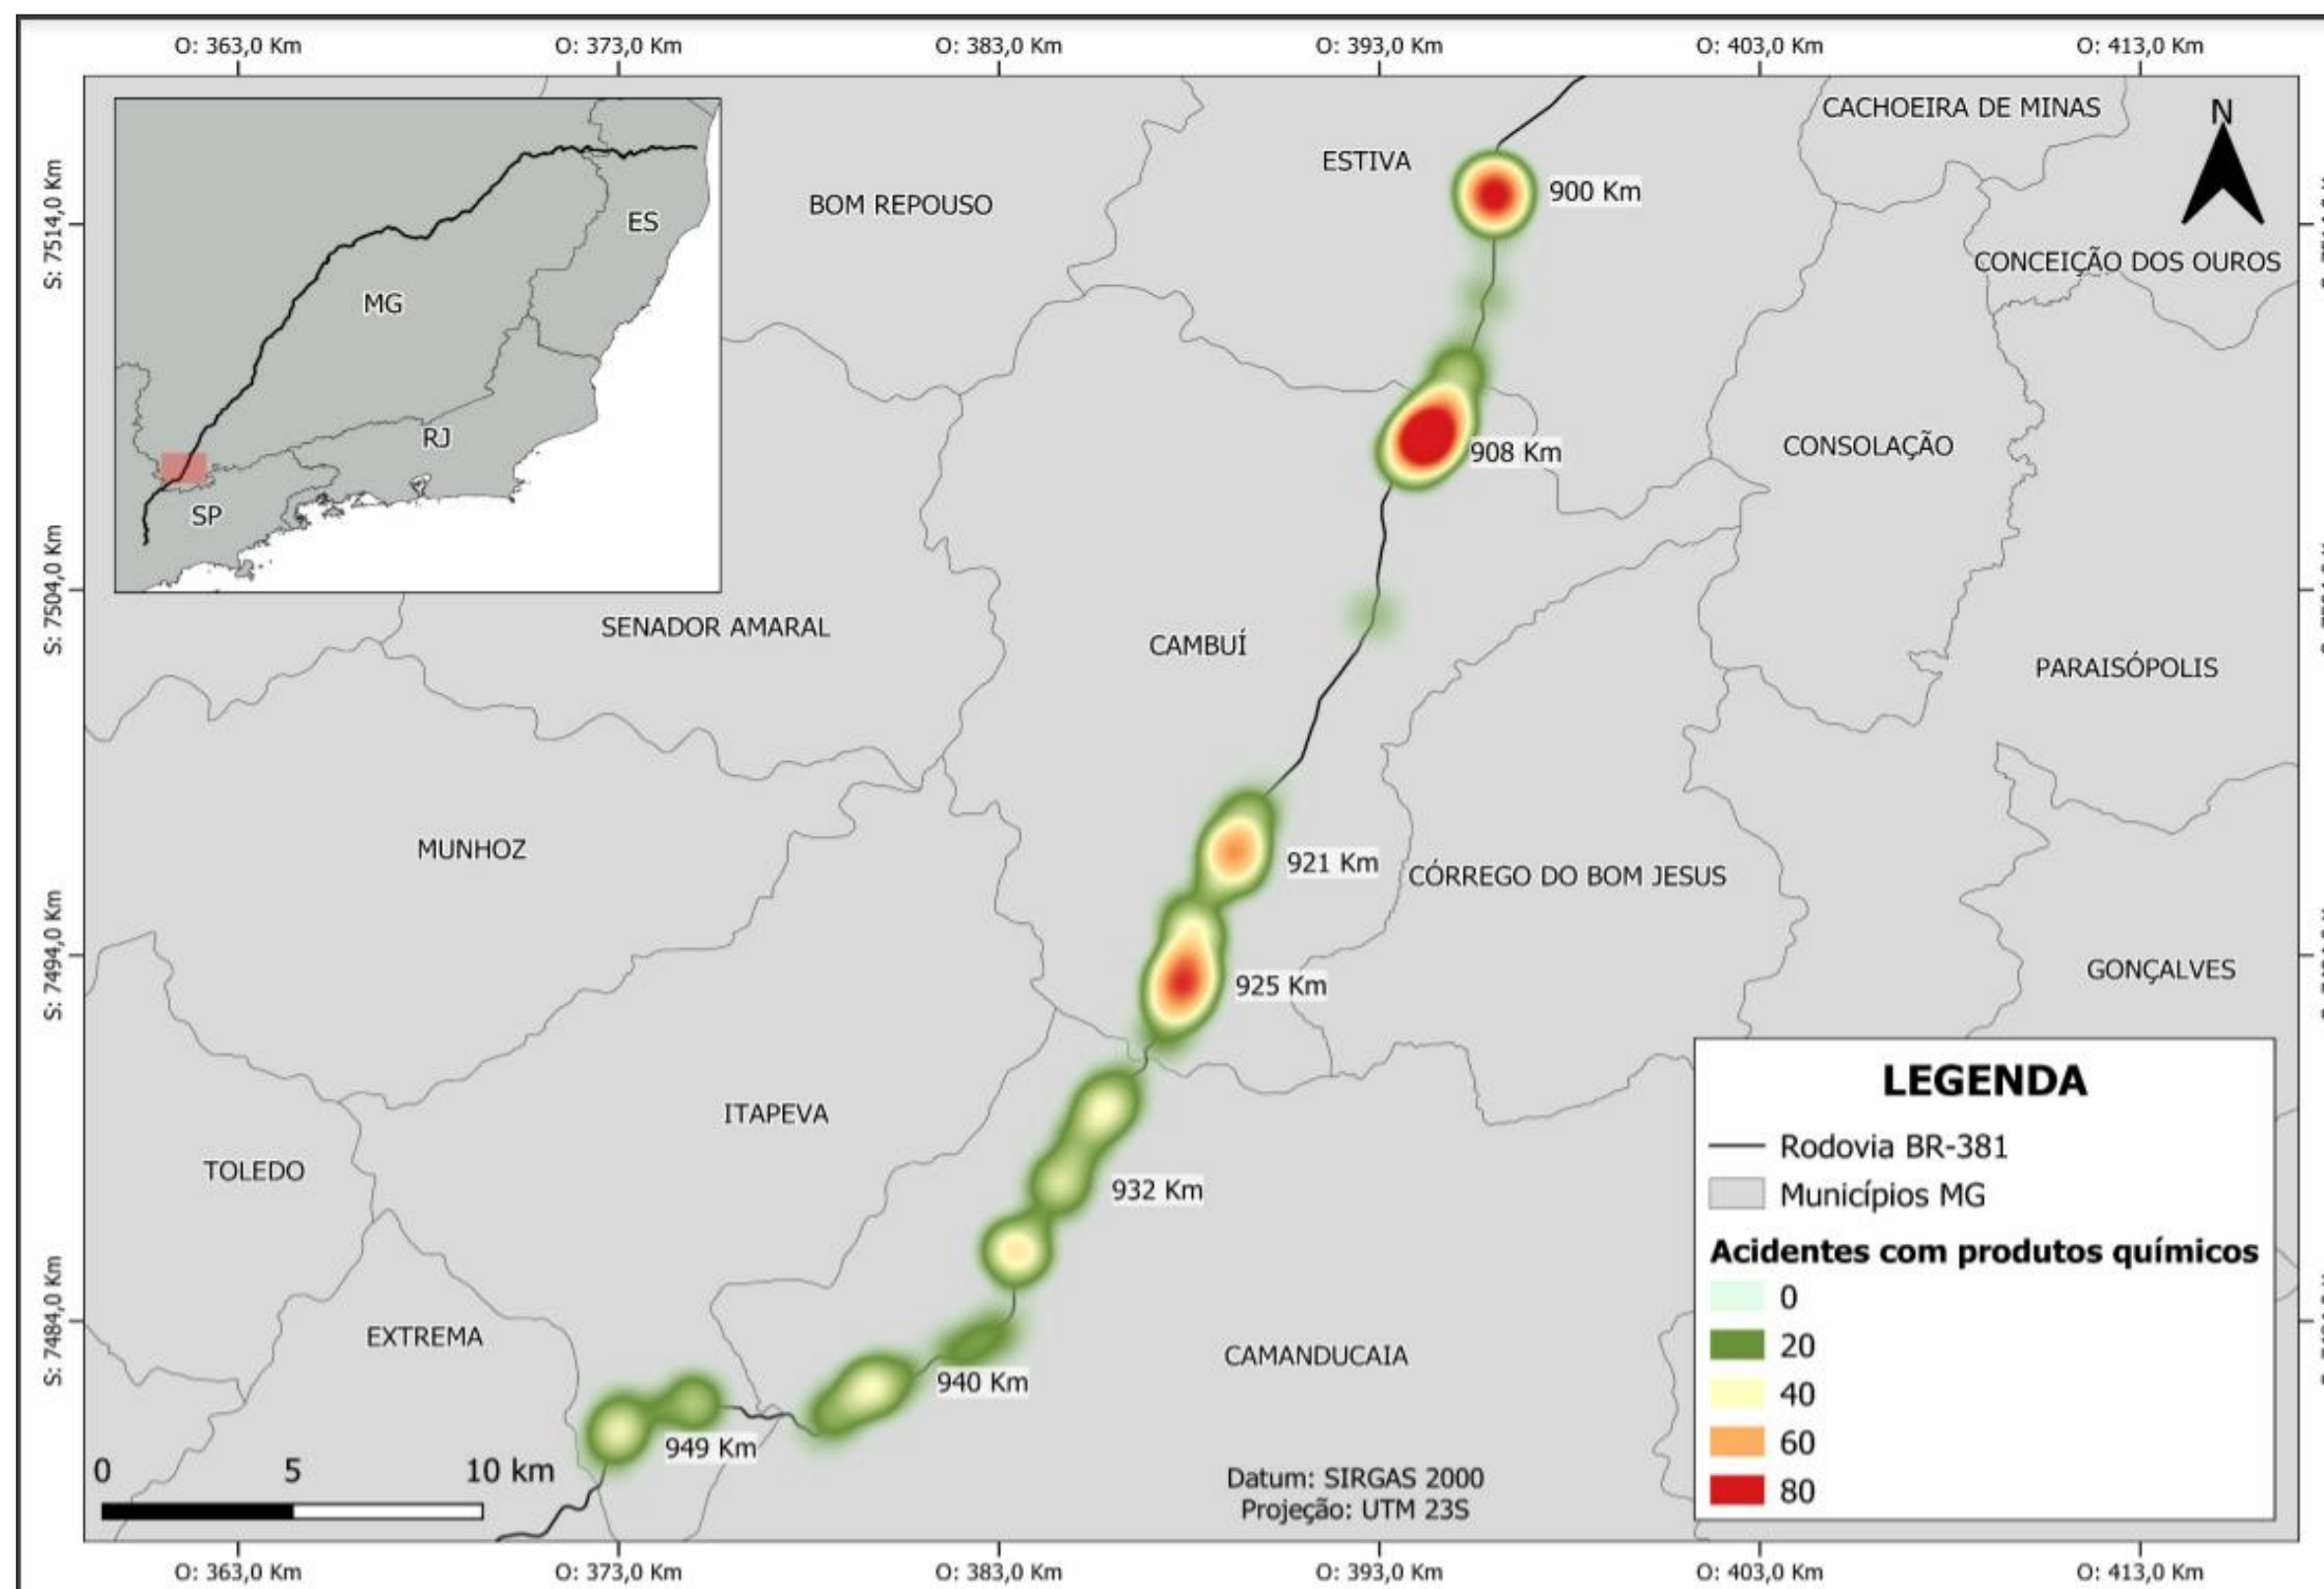 O: 363,0 Km
O: 373,0 Km
O: 383,0 Km
O: 393,0 Km
O: 403,0 Km
O: 413,0 Km
CACHOEIRA DE MINAS
N
ESTIVA
900 Km
BOM REPOUSO
ES
CONCEIÇÃO DOS OUROS
MG
S: 7514,0 Km
RJ
908 Km
CONSOLAÇÃO
SP
S: 7504,0 Km
SENADOR AMARAL
CAMBUÍ
PARAISÓPOLIS
MUNHOZ
921 Km
CÓRREGO DO BOM JESUS
S: 7494,0 Km
925 Km
GONÇALVES
ITAPEVA
TOLEDO
932 Km
S: 7484,0 Km
EXTREMA
CAMANDUCAIA
940 Km
949 Km
0 5 10 km
Datum: SIRGAS 2000
Projeção: UTM 23S
LEGENDA
Rodovia BR-381
Municípios MG
Acidentes com produtos químicos
0
20
40
60
80
O: 363,0 Km
O: 373,0 Km
O: 383,0 Km
O: 393,0 Km
O: 403,0 Km
O: 413,0 Km